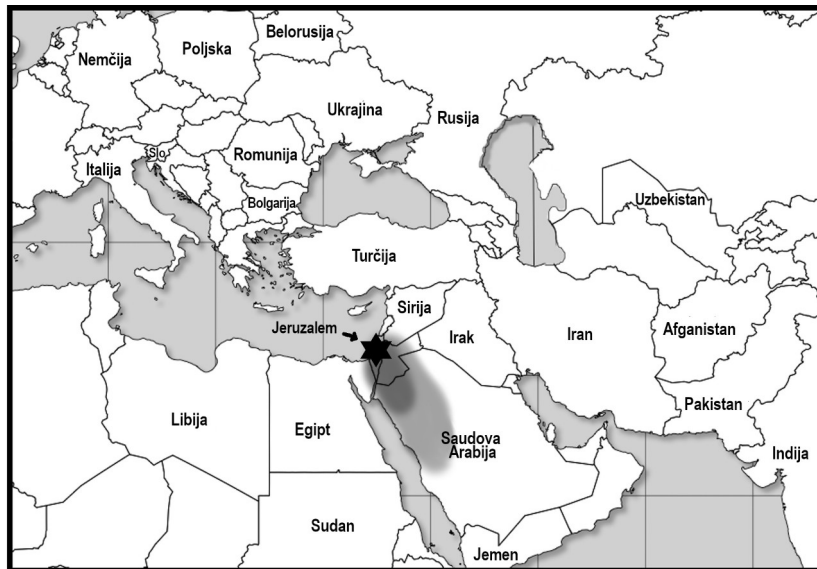 Belorusija
Poljska
Nemčija
Ukrajina
Rusija
Slo
Romunija
Italija
Bolgarija
Uzbekistan
Turčija
Sirija
Jeruzalem
Irak
Iran
Afganistan
Pakistan
Libija
Egipt
Saudova
Arabija
Indija
Sudan
Jemen